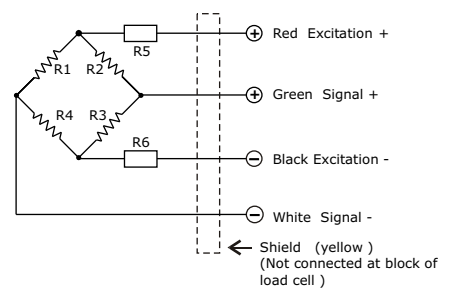 Red Excitation +
R5
R1
R2
Green Signal +
R4
R3
R6
Black Excitation -
White Signal -
Shield (yellow )
(Not connected at block of
load cell )